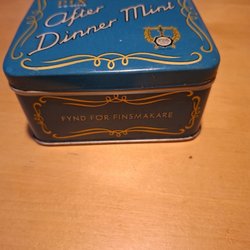 After
Dinner Mint
FYND FÖR FINSMAKARE